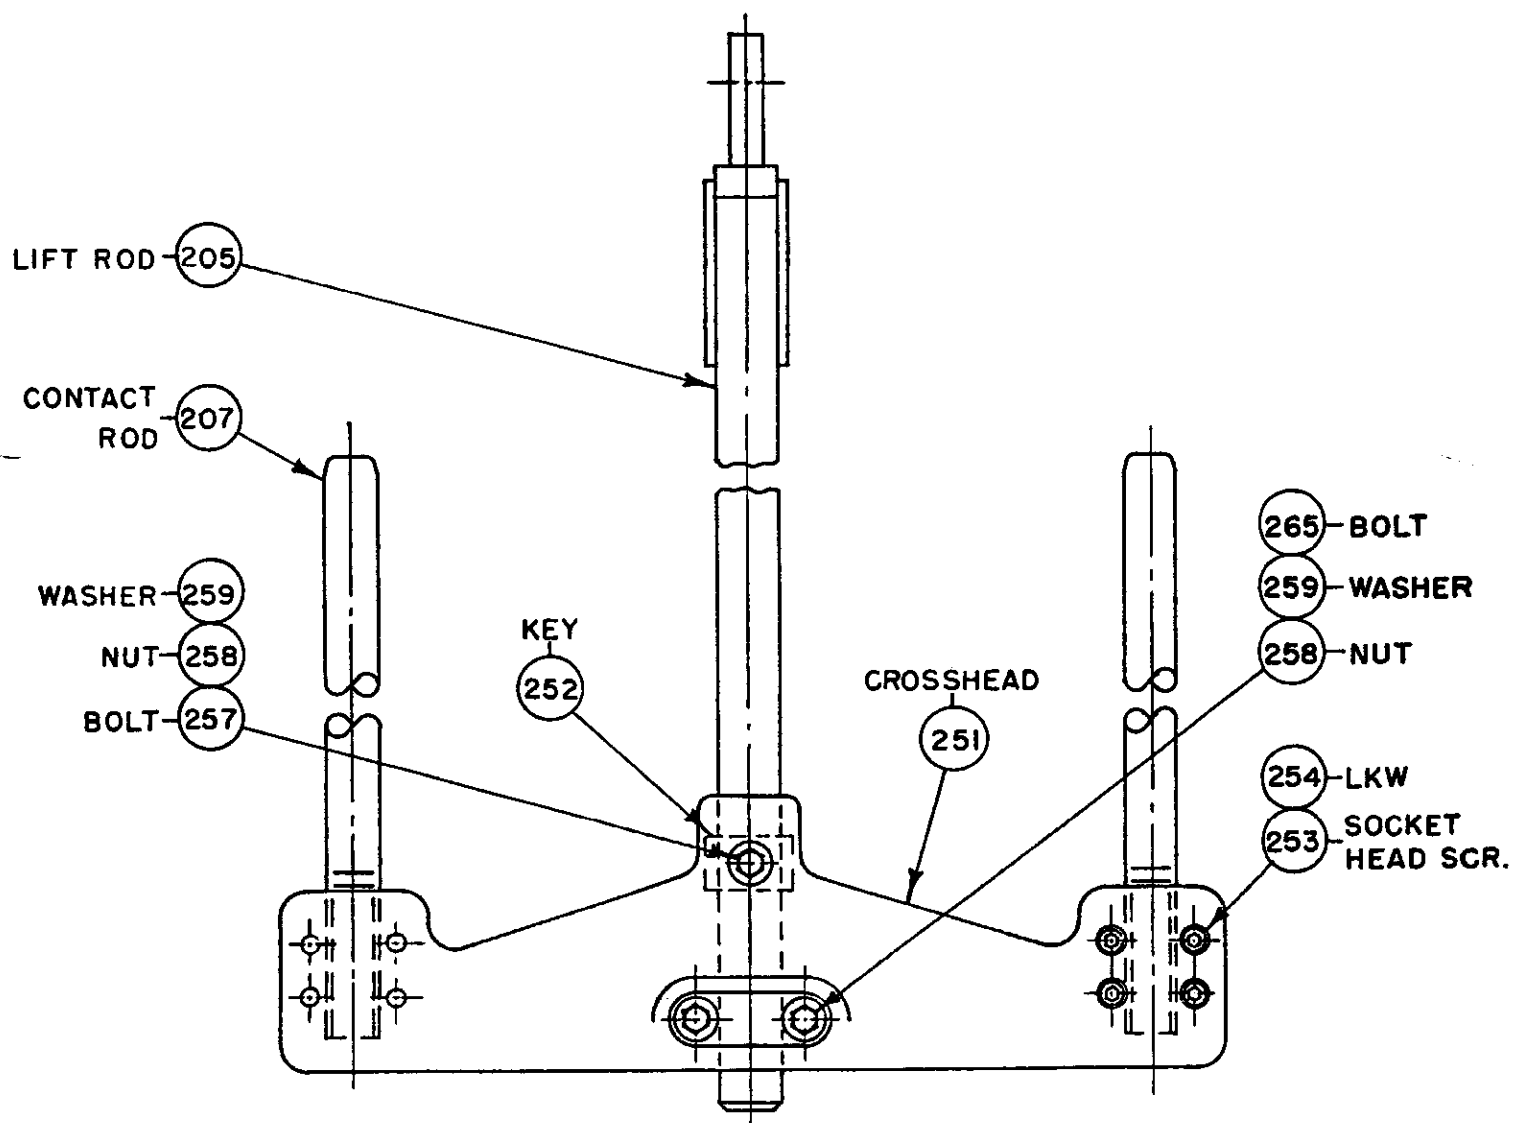 LIFT ROD 205
CONTACT
ROD
207
WASHER 259
NUT 258
BOLT 257
KEY
252
CROSSHEAD
251
265 BOLT
259 WASHER
258 NUT
254 LKW
253 SOCKET
HEAD SCR.